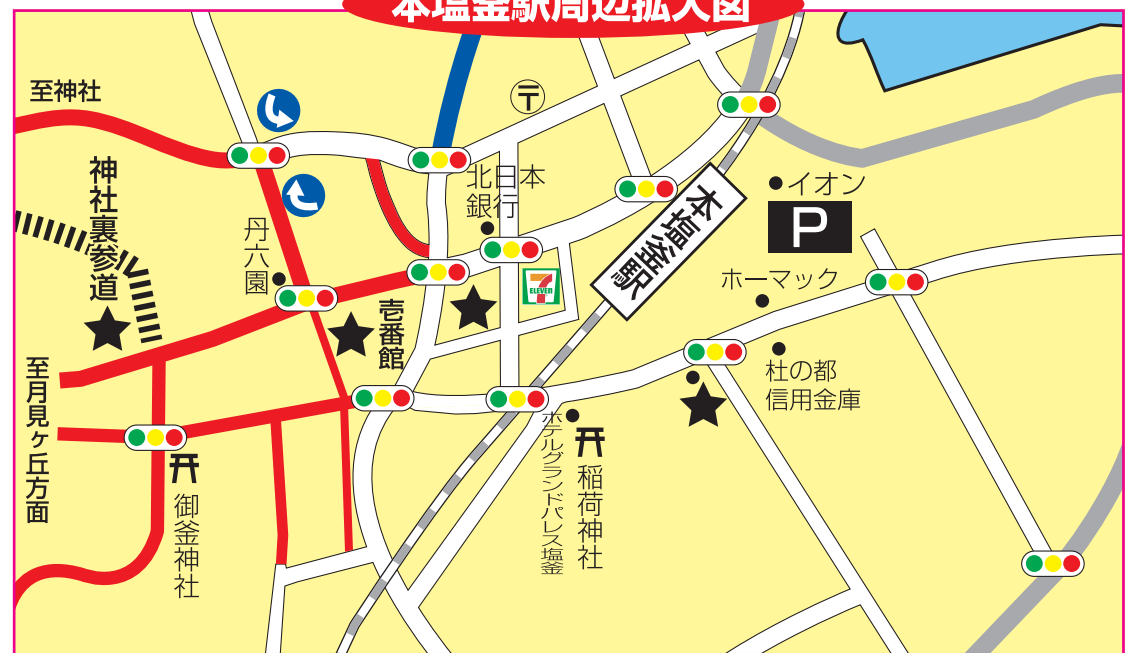 本塩釜駅周辺拡大図
至神社
神社裏参道
丹六園
北日本
銀行
本塩釜駅
イオン
P
ホーマック
7
ELEVEN
壱番館
杜の都
信用金庫
至月見ヶ丘方面
御釜神社
ホテルグランドパレス塩釜
稲荷神社